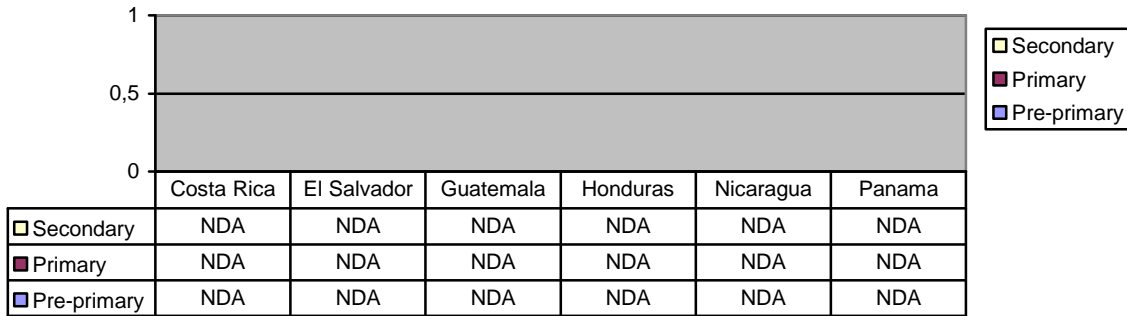 1
0,5
0
Secondary
Primary
Pre-primary
Costa Rica El Salvador Guatemala Honduras Nicaragua Panama
Secondary NDA NDA NDA NDA NDA NDA
Primary NDA NDA NDA NDA NDA NDA
Pre-primary NDA NDA NDA NDA NDA NDA